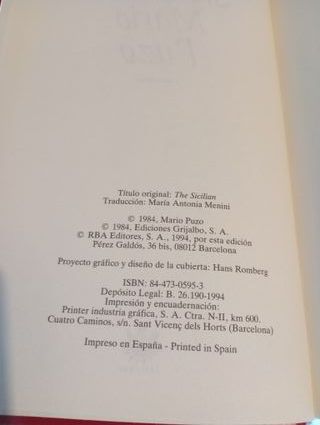 Título original: The Sicilian
Traducción: María Antonia Menini
© 1984, Mario Puzo
© 1984, Ediciones Grijalbo, S. A.
© RBA Editores, S. A., 1994, por esta edición
Pérez Galdós, 36 bis, 08012 Barcelona
Proyecto gráfico y diseño de la cubierta: Hans Romberg
ISBN: 84-473-0595-3
Depósito Legal: B. 26.190-1994
Impresión y encuadernación:
Printer industria gráfica, S. A. Ctra. N-II, km 600.
Cuatro Caminos, s/n. Sant Vicenç dels Horts (Barcelona)
Impreso en España - Printed in Spain